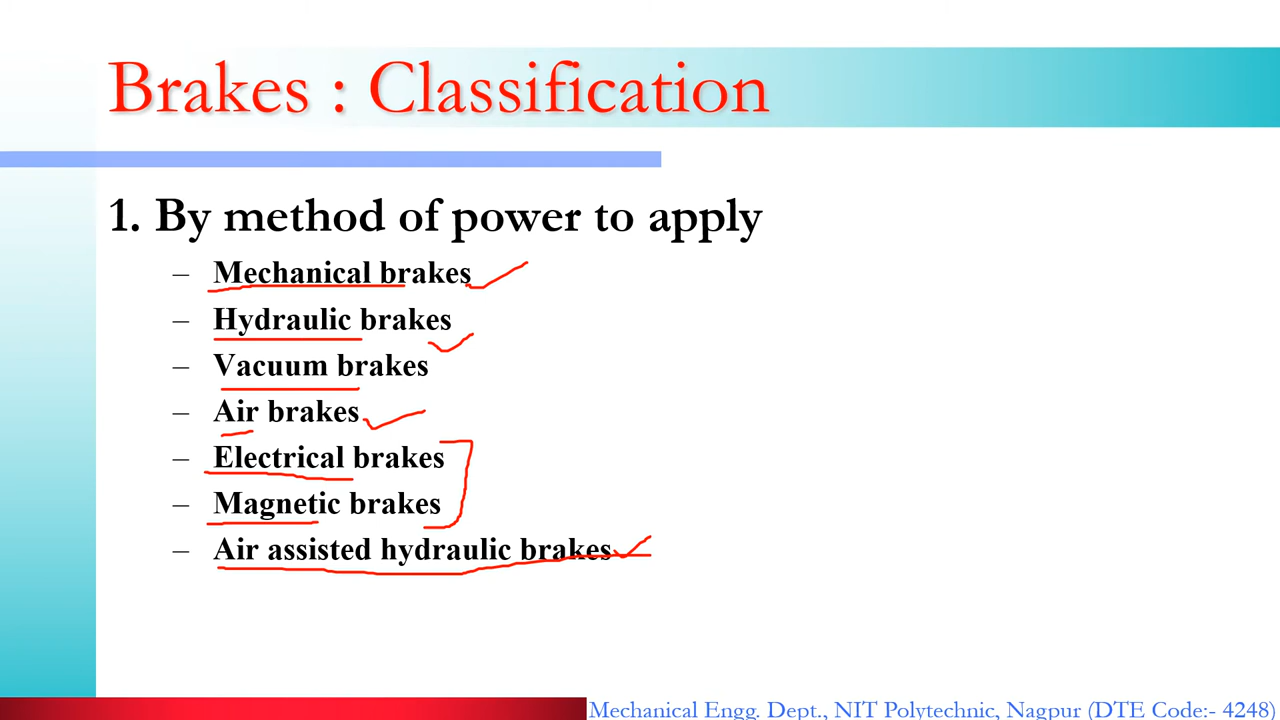 Brakes : Classification
1. By method of power to apply
– Mechanical brakes
– Hydraulic brakes
– Vacuum brakes
– Air brakes
– Electrical brakes
– Magnetic brakes
– Air assisted hydraulic brakes
Mechanical Engg. Dept., NIT Polytechnic, Nagpur (DTE Code:- 4248)